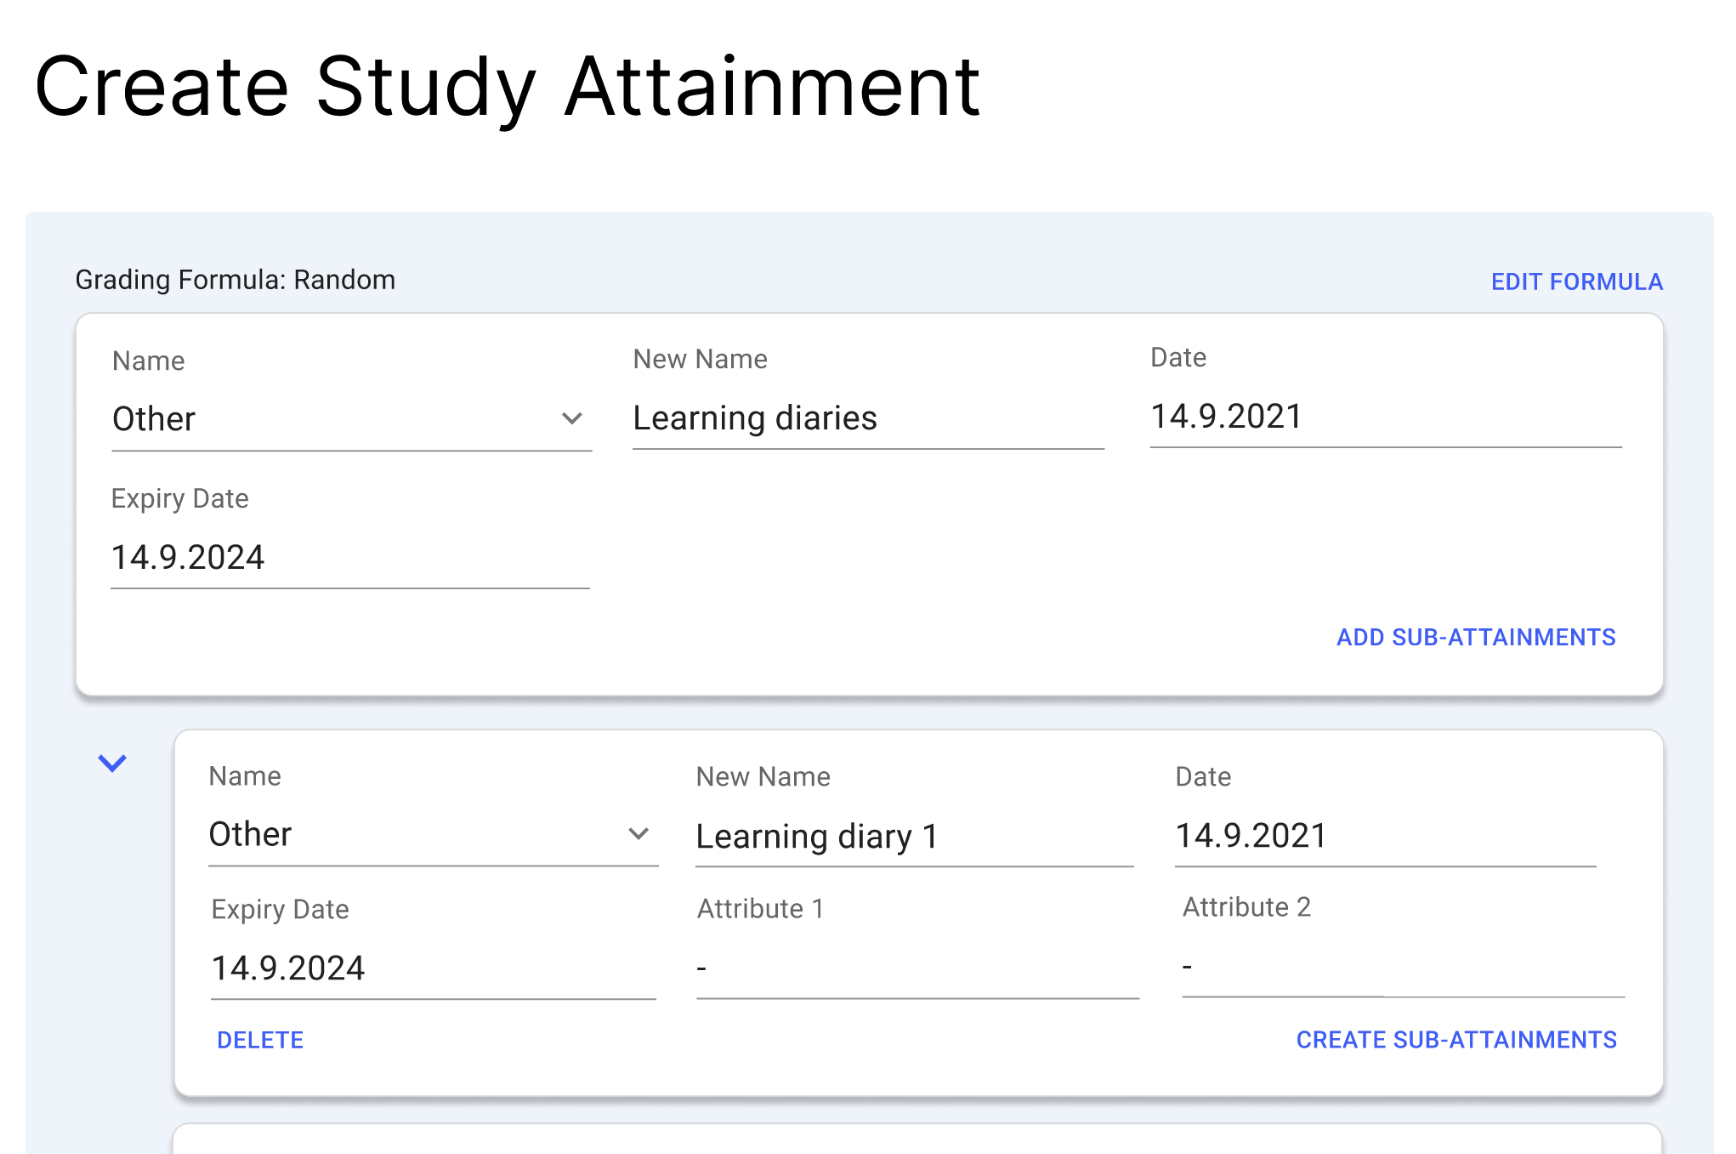 Create Study Attainment
Grading Formula: Random
EDIT FORMULA
Name
New Name
Date
Other
Learning diaries
14.9.2021
Expiry Date
14.9.2024
ADD SUB-ATTAINMENTS
Name
New Name
Date
Other
Learning diary 1
14.9.2021
Expiry Date
Attribute 1
Attribute 2
14.9.2024
-
-
DELETE
CREATE SUB-ATTAINMENTS